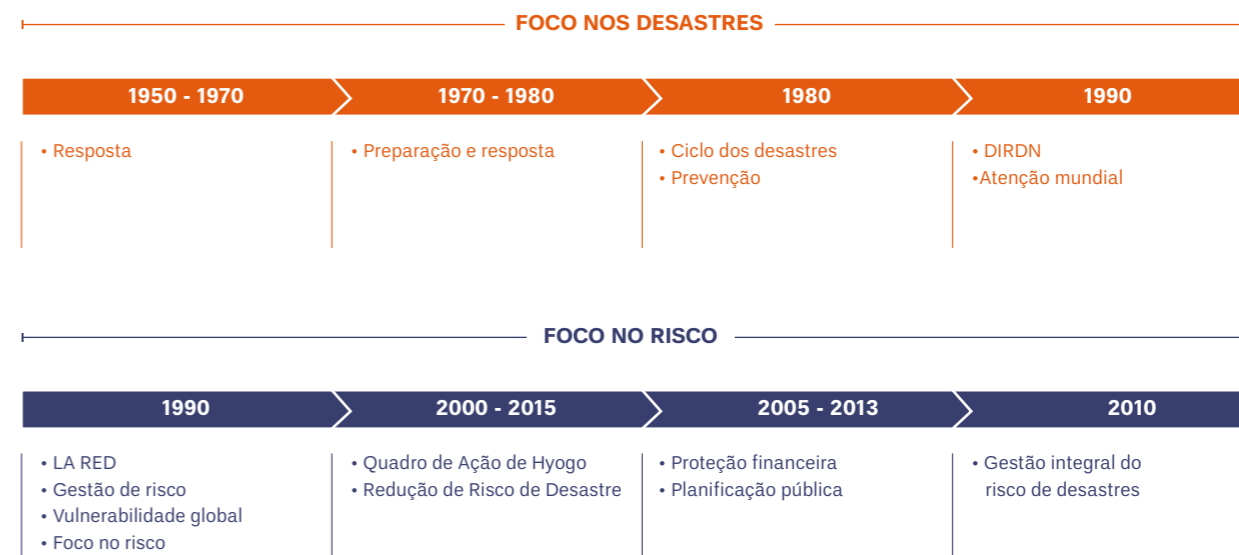 FOCO NOS DESASTRES
1950 - 1970
1970 - 1980
1980
1990
• Resposta
• Preparação e resposta
• Ciclo dos desastres
• Prevenção
• DIRDN
•Atenção mundial
FOCO NO RISCO
1990
2000 - 2015
2005 - 2013
2010
• LA RED
• Gestão de risco
• Vulnerabilidade global
• Foco no risco
• Quadro de Ação de Hyogo
• Redução de Risco de Desastre
• Proteção financeira
• Planificação pública
• Gestão integral do
risco de desastres